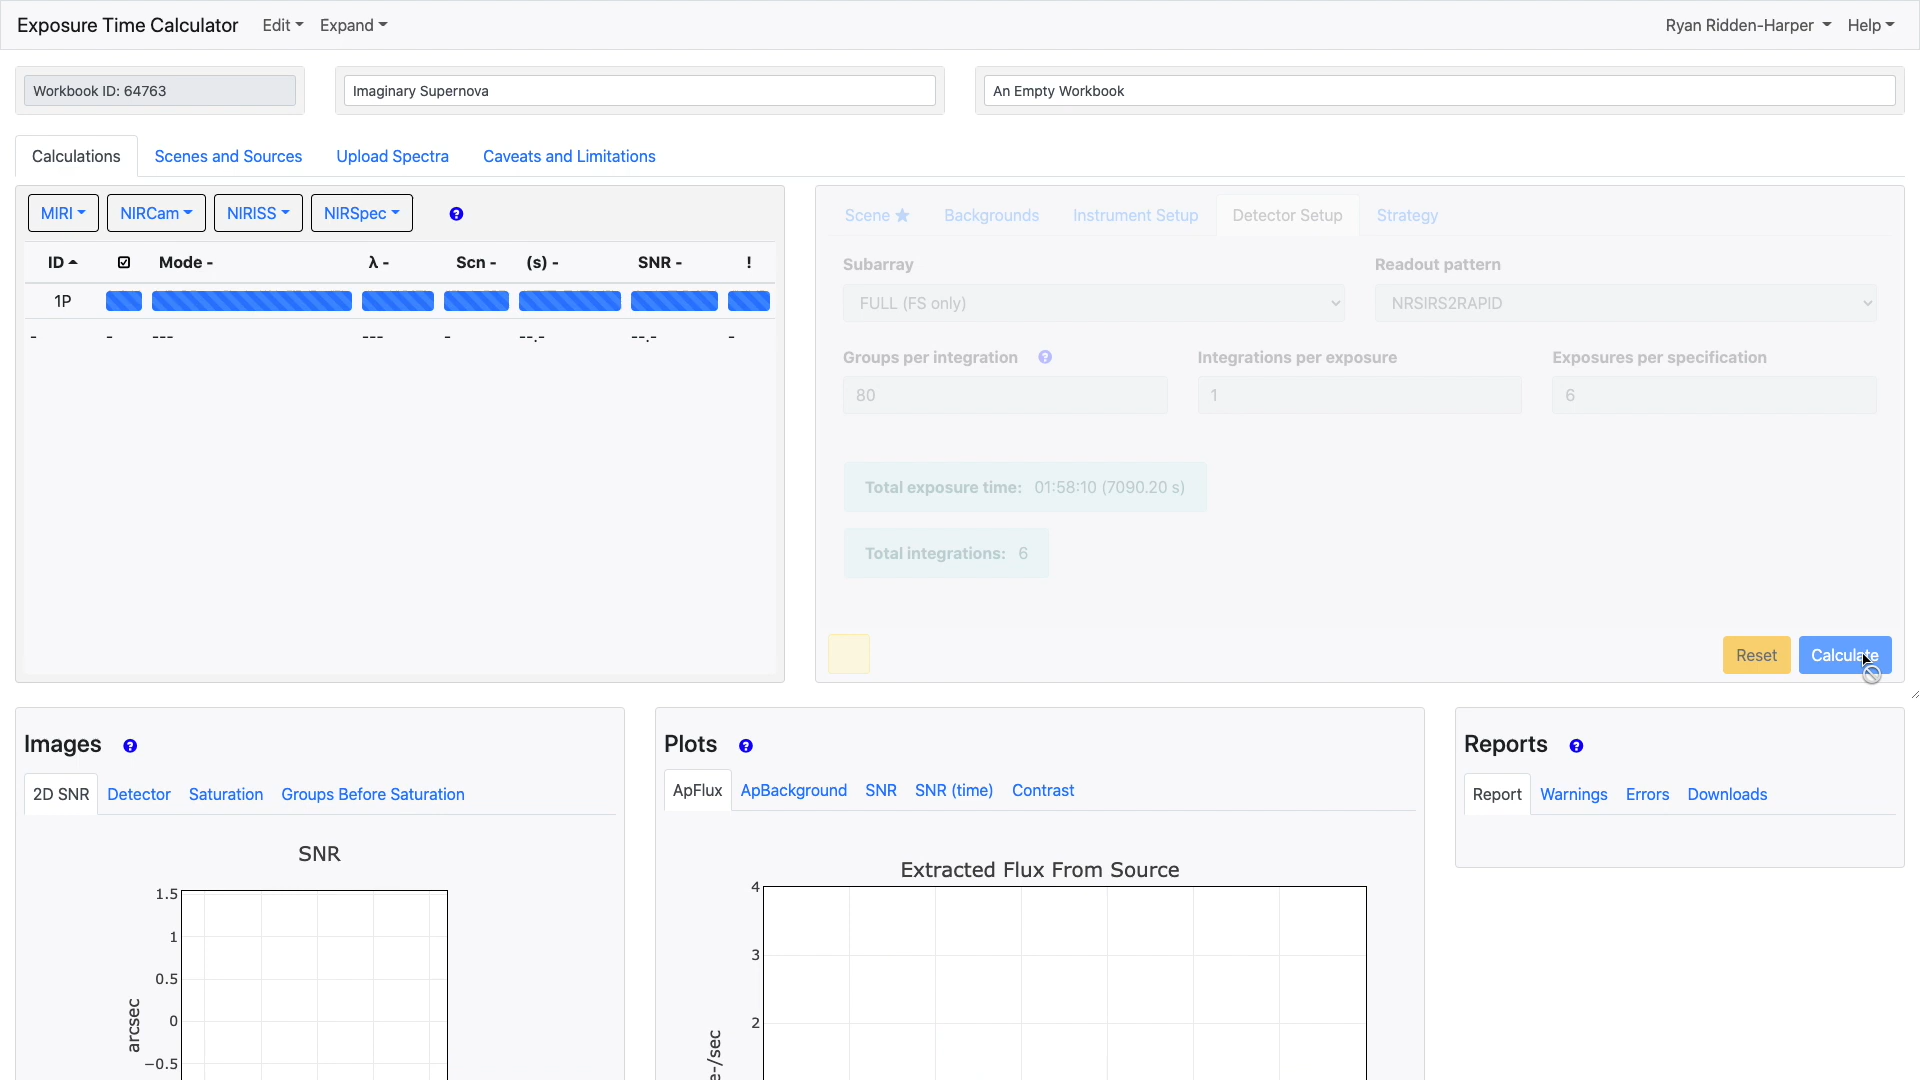 Exposure Time Calculator Edit Expand Ryan Ridden-Harper Help
Workbook ID: 64763 Imaginary Supernova An Empty Workbook
Calculations Scenes and Sources Upload Spectra Caveats and Limitations
MIRI NIRCam NIRISS NIRSpec ?
ID Mode - λ - Scn - (s) - SNR - !
1P
- - --- --- - --.- --.- -
Scene ★ Backgrounds Instrument Setup Detector Setup Strategy
Subarray Readout pattern
FULL (FS only) NRSIRS2RAPID
Groups per integration ? Integrations per exposure Exposures per specification
80 1 6
Total exposure time: 01:58:10 (7090.20 s)
Total integrations: 6
Reset Calculate
Images ?
2D SNR Detector Saturation Groups Before Saturation
SNR
1.5
1
0.5
0
−0.5
arcsec
Plots ?
ApFlux ApBackground SNR SNR (time) Contrast
Extracted Flux From Source
4
3
2
e-/sec
Reports ?
Report Warnings Errors Downloads